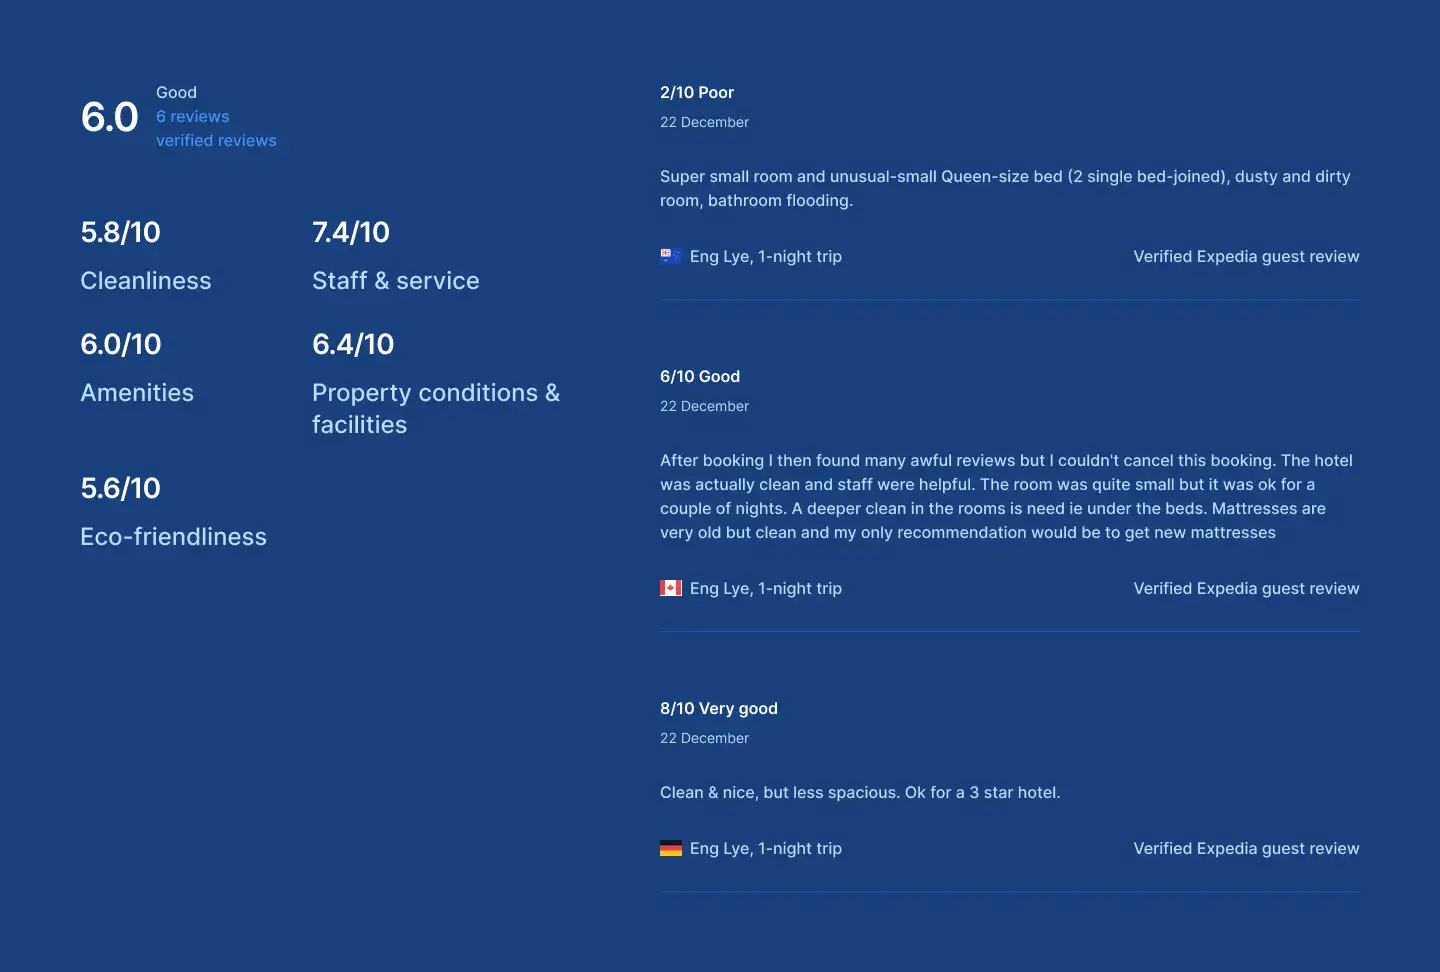 6.0
Good
6 reviews
verified reviews
5.8/10
Cleanliness
7.4/10
Staff & service
6.0/10
Amenities
6.4/10
Property conditions &
facilities
5.6/10
Eco-friendliness
2/10 Poor
22 December
Super small room and unusual-small Queen-size bed (2 single bed-joined), dusty and dirty
room, bathroom flooding.
Eng Lye, 1-night trip
Verified Expedia guest review
6/10 Good
22 December
After booking I then found many awful reviews but I couldn't cancel this booking. The hotel
was actually clean and staff were helpful. The room was quite small but it was ok for a
couple of nights. A deeper clean in the rooms is need ie under the beds. Mattresses are
very old but clean and my only recommendation would be to get new mattresses
Eng Lye, 1-night trip
Verified Expedia guest review
8/10 Very good
22 December
Clean & nice, but less spacious. Ok for a 3 star hotel.
Eng Lye, 1-night trip
Verified Expedia guest review